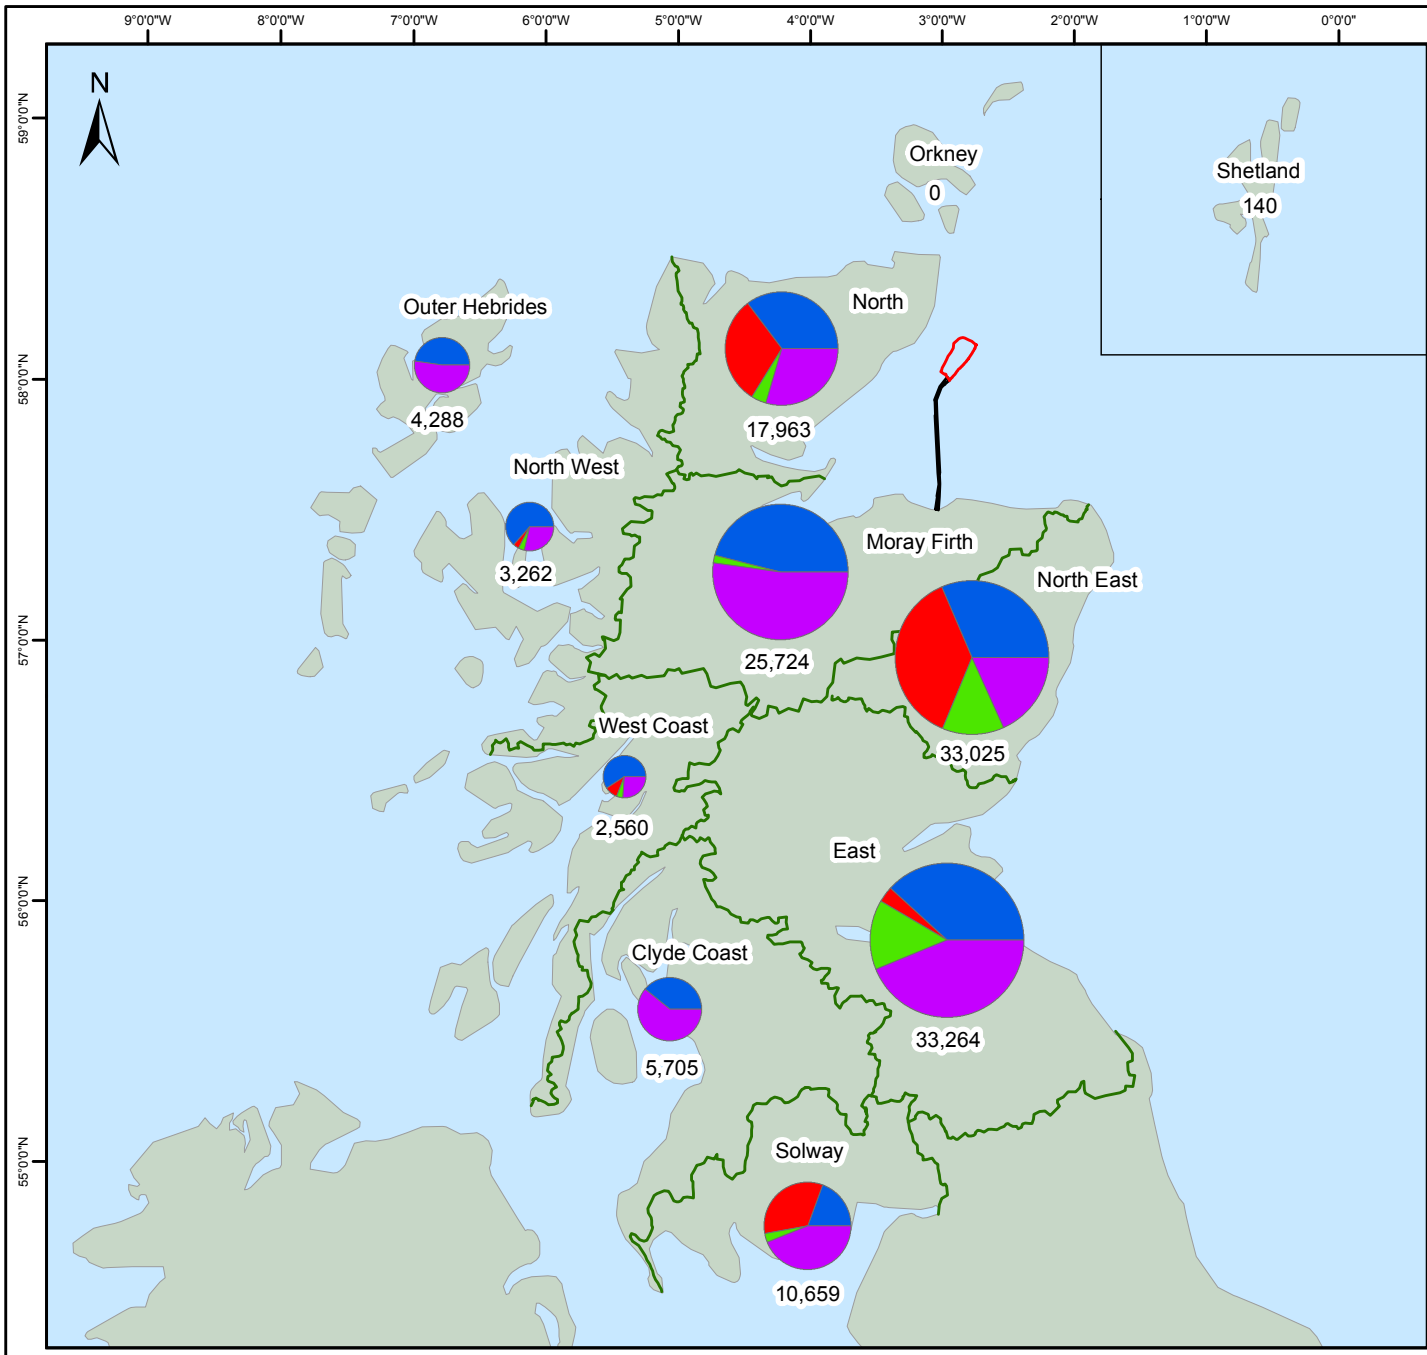 9°0'0"W 8°0'0"W 7°0'0"W 6°0'0"W 5°0'0"W 4°0'0"W 3°0'0"W 2°0'0"W 1°0'0"W 0°0'0"
59°0'0"N
58°0'0"N
57°0'0"N
56°0'0"N
55°0'0"N
N
Orkney
0
Shetland
140
Outer Hebrides
4,288
North
17,963
North West
3,262
Moray Firth
25,724
North East
33,025
West Coast
2,560
East
33,264
Clyde Coast
5,705
Solway
10,659